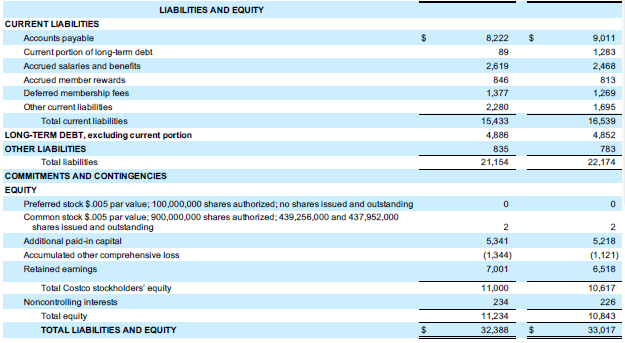 LIABILITIES AND EQUITY
CURRENT LIABILITIES
Accounts payable $ 8,222 $ 9,011
Current portion of long-term debt 89 1,283
Accrued salaries and benefits 2,619 2,468
Accrued member rewards 846 813
Deferred membership fees 1,377 1,269
Other current liabilities 2,280 1,695
Total current liabilities 15,433 16,539
LONG-TERM DEBT, excluding current portion 4,886 4,852
OTHER LIABILITIES 835 783
Total liabilities 21,154 22,174
COMMITMENTS AND CONTINGENCIES
EQUITY
Preferred stock $.005 par value; 100,000,000 shares authorized; no shares issued and outstanding 0 0
Common stock $.005 par value; 900,000,000 shares authorized; 439,256,000 and 437,952,000
shares issued and outstanding 2 2
Additional paid-in capital 5,341 5,218
Accumulated other comprehensive loss (1,344) (1,121)
Retained earnings 7,001 6,518
Total Costco stockholders' equity 11,000 10,617
Noncontrolling interests 234 226
Total equity 11,234 10,843
TOTAL LIABILITIES AND EQUITY $ 32,388 $ 33,017